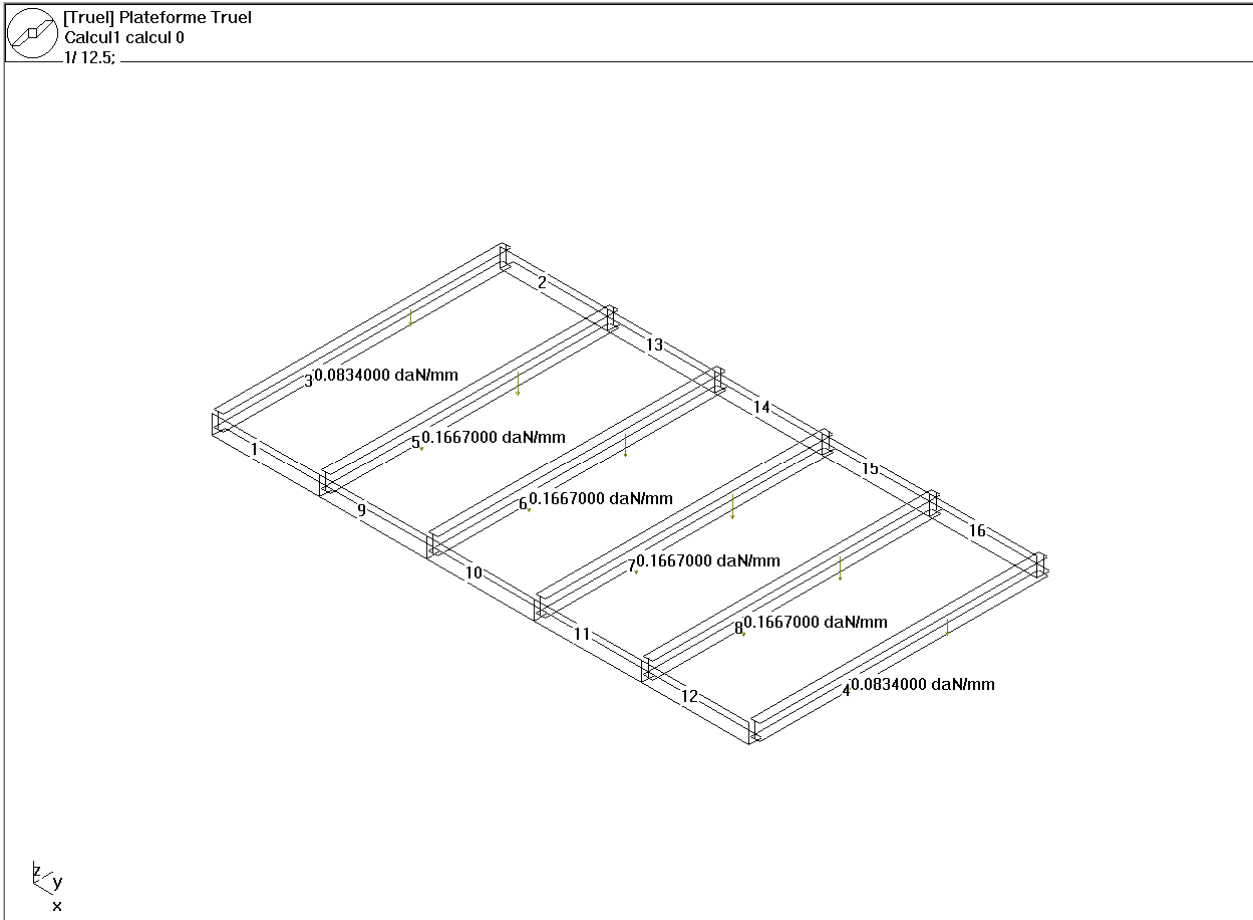 [Truel] Plateforme Truel
Calcul1 calcul 0
1/ 12.5;
2
13
3 0.0834000 daN/mm
14
1
5 0.1667000 daN/mm
15
9
6 0.1667000 daN/mm
16
10
7 0.1667000 daN/mm
11
8 0.1667000 daN/mm
12
4 0.0834000 daN/mm
z
y
x